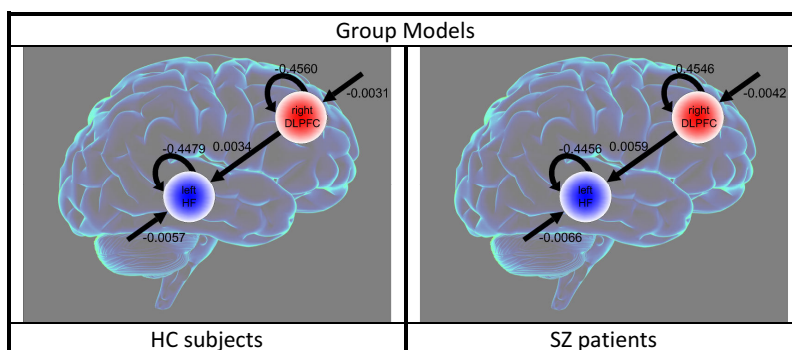 Group Models
-0.4560
-0.0031
right
DLPFC
0.0034
-0.4479
left
HF
-0.0057
-0.4546
-0.0042
right
DLPFC
0.0059
-0.4456
left
HF
-0.0066
HC subjects
SZ patients